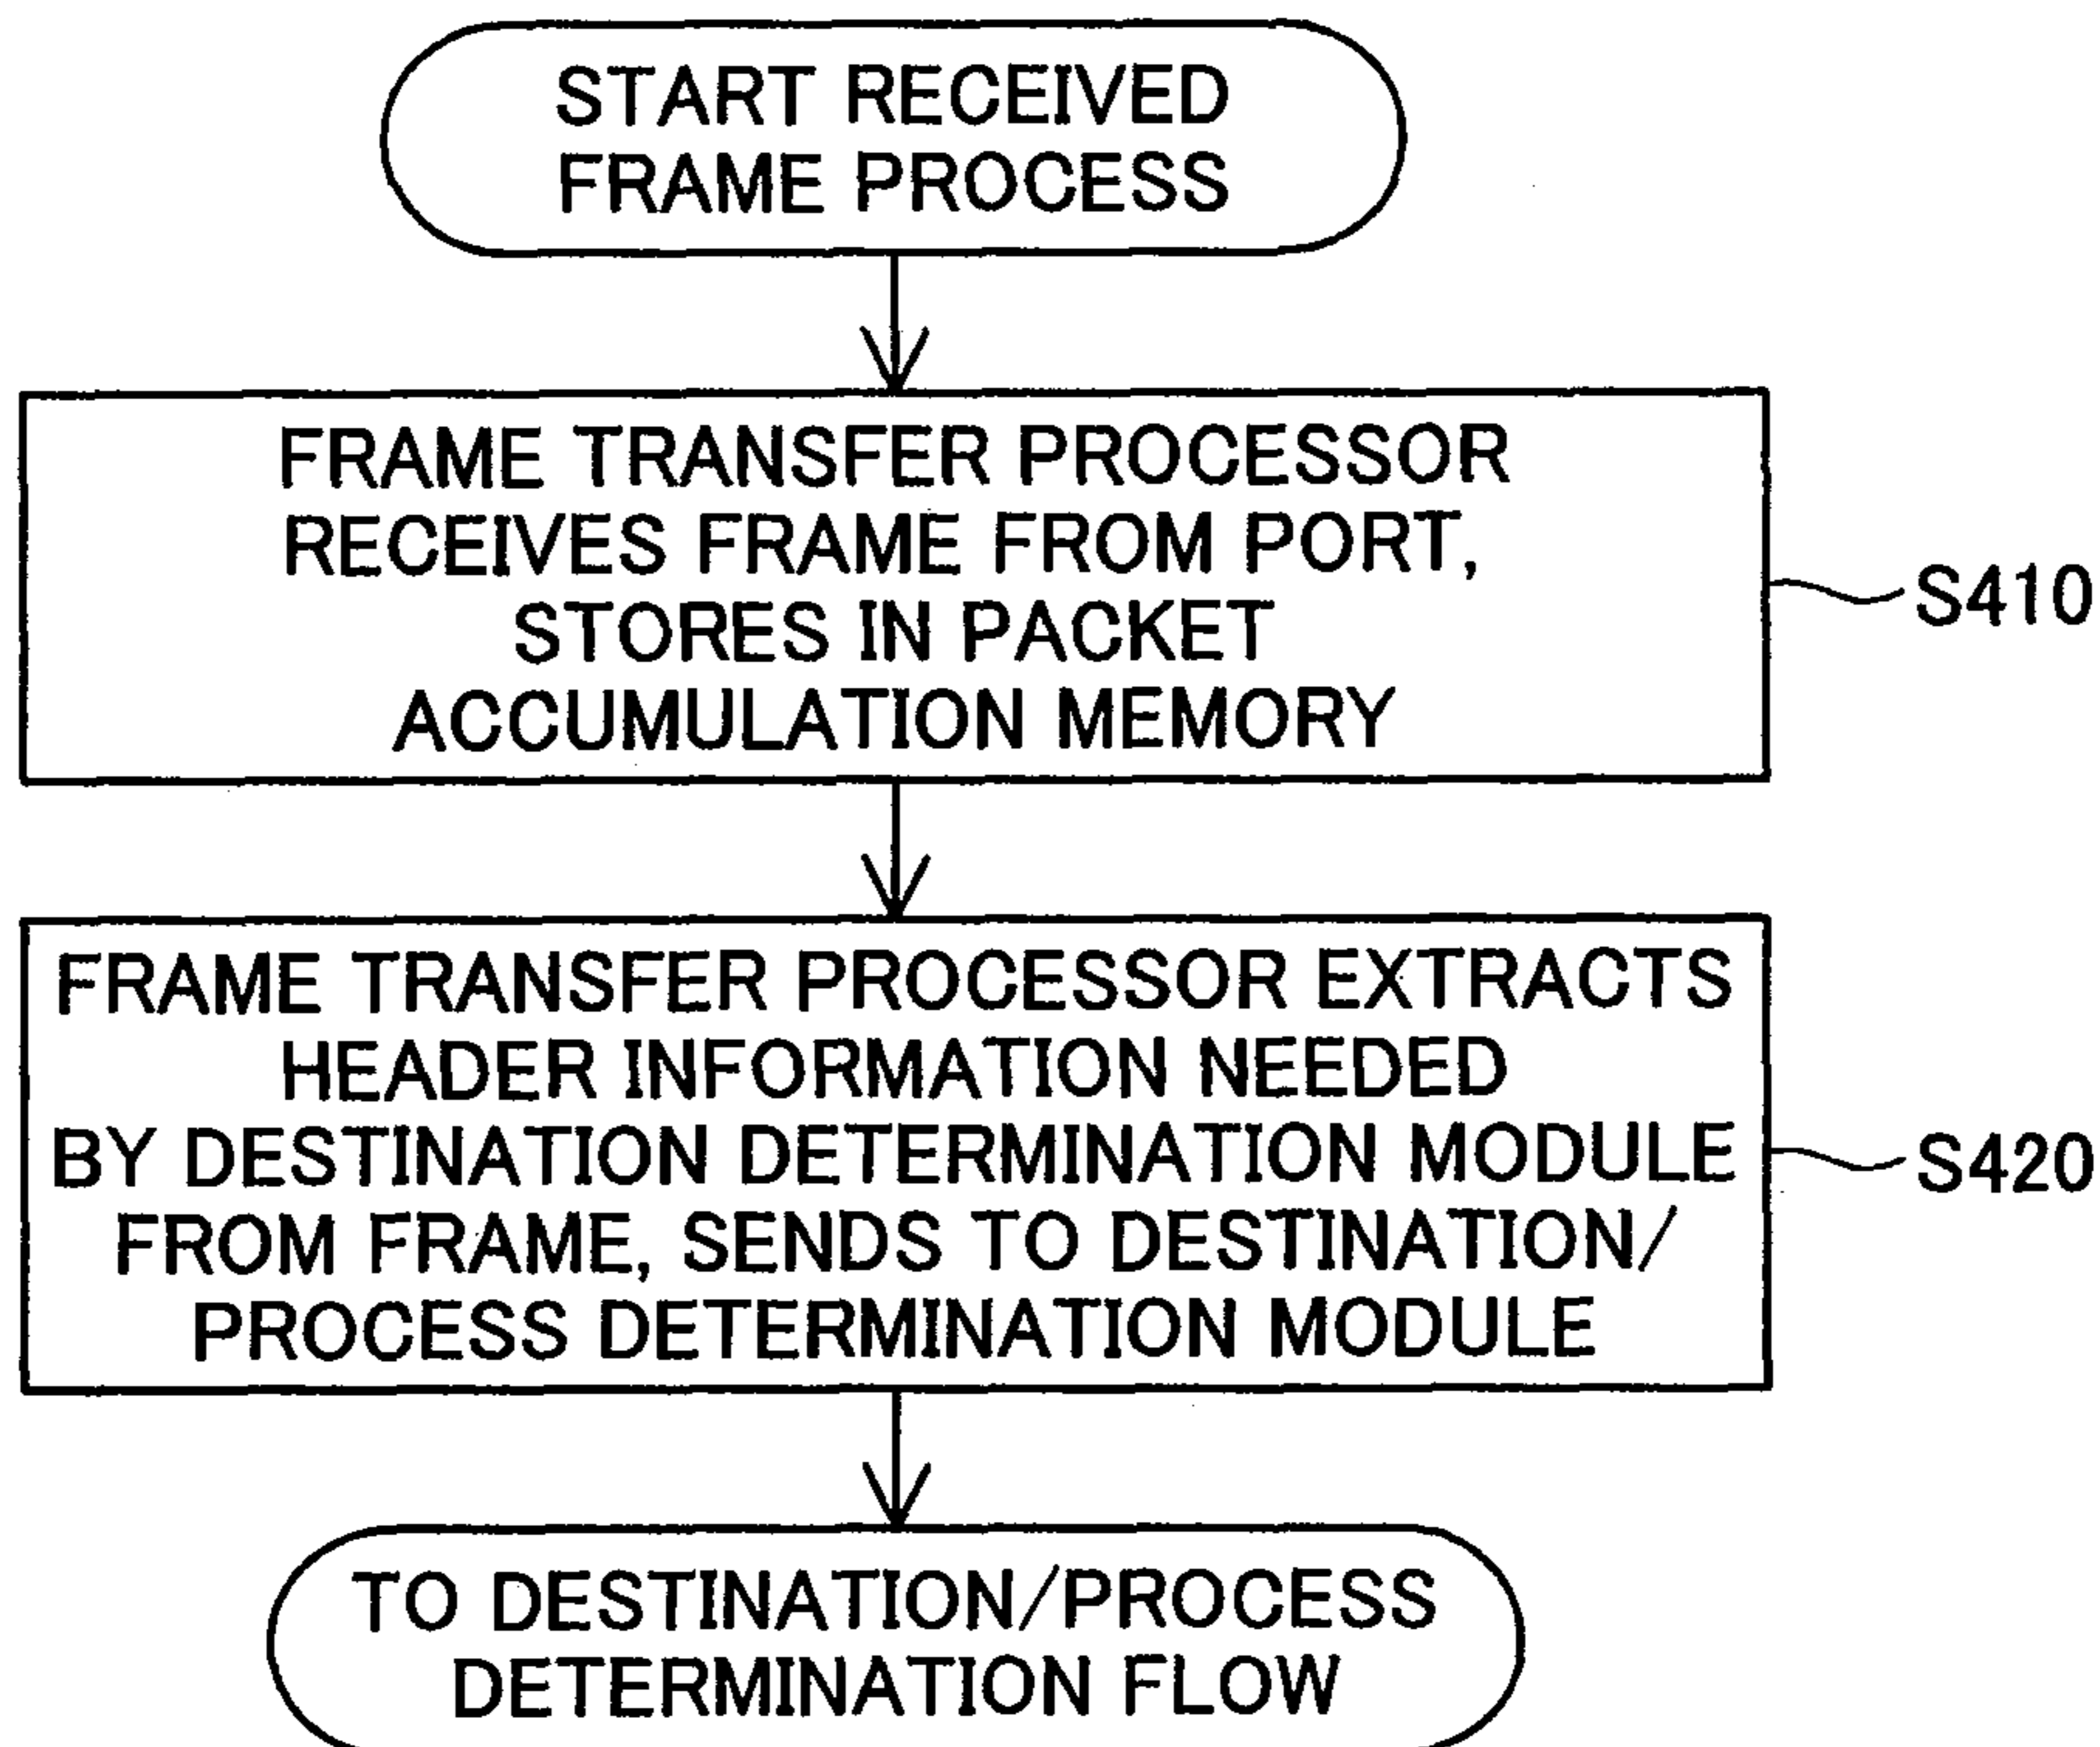 START RECEIVED
FRAME PROCESS
FRAME TRANSFER PROCESSOR
RECEIVES FRAME FROM PORT,
STORES IN PACKET
ACCUMULATION MEMORY
S410
FRAME TRANSFER PROCESSOR EXTRACTS
HEADER INFORMATION NEEDED
BY DESTINATION DETERMINATION MODULE
FROM FRAME, SENDS TO DESTINATION/
PROCESS DETERMINATION MODULE
S420
TO DESTINATION/PROCESS
DETERMINATION FLOW